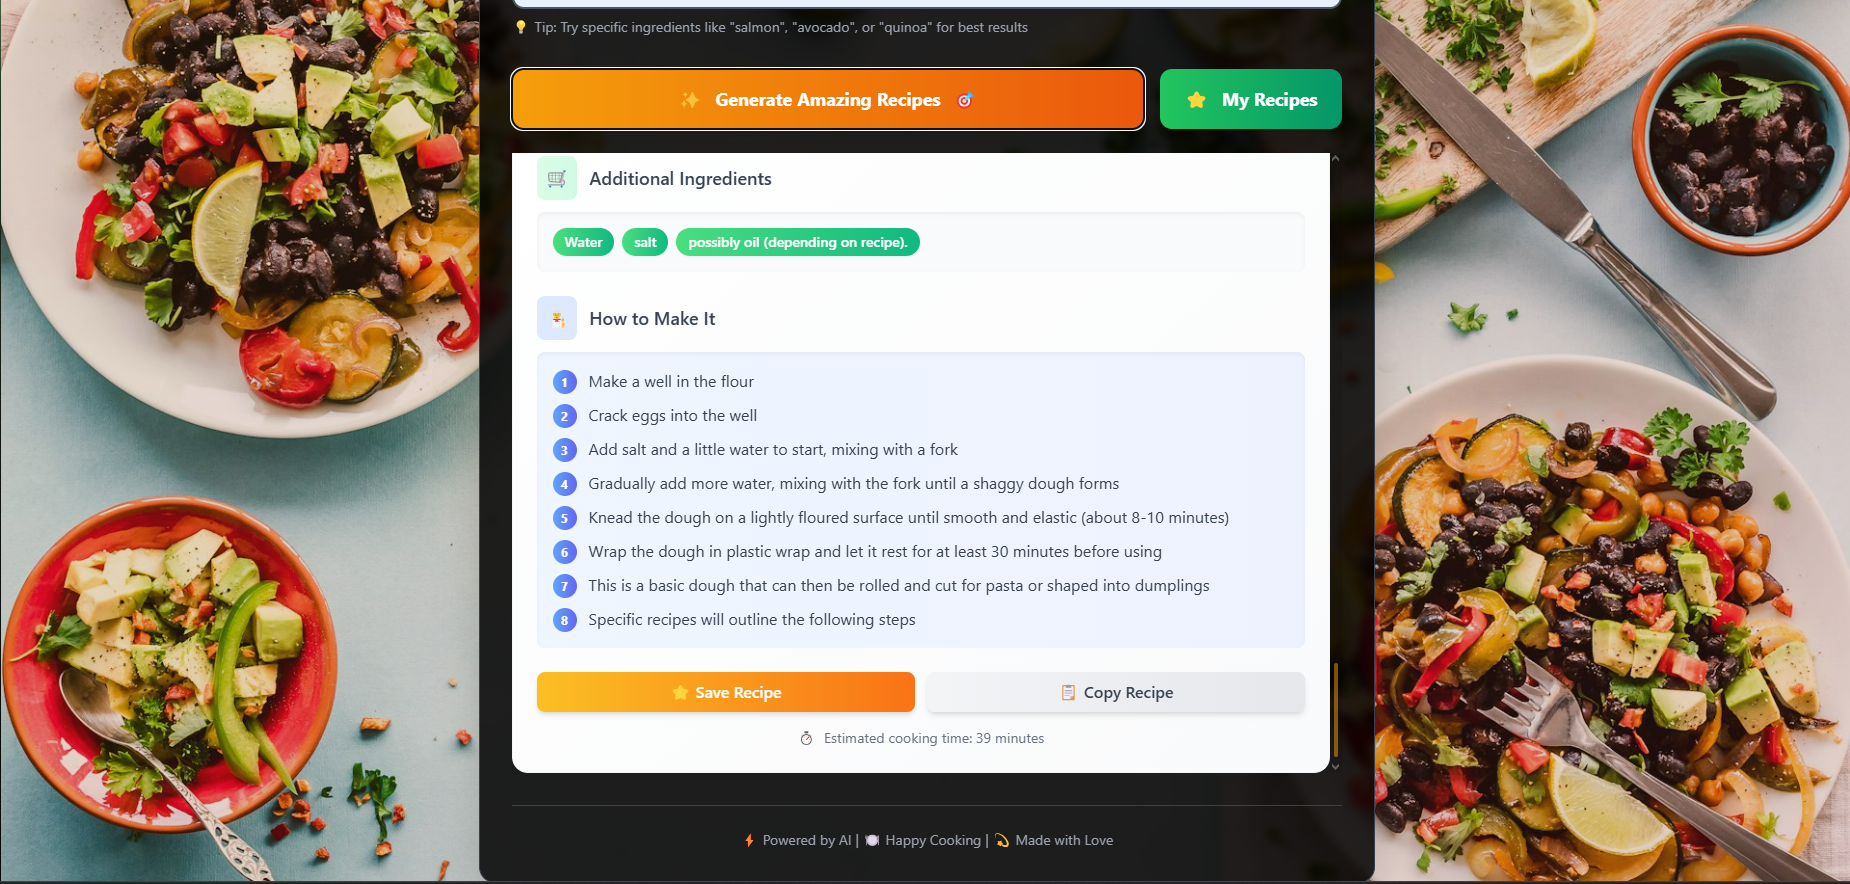 Tip: Try specific ingredients like "salmon", "avocado", or "quinoa" for best results
Generate Amazing Recipes
My Recipes
Additional Ingredients
Water salt possibly oil (depending on recipe).
How to Make It
1 Make a well in the flour
2 Crack eggs into the well
3 Add salt and a little water to start, mixing with a fork
4 Gradually add more water, mixing with the fork until a shaggy dough forms
5 Knead the dough on a lightly floured surface until smooth and elastic (about 8-10 minutes)
6 Wrap the dough in plastic wrap and let it rest for at least 30 minutes before using
7 This is a basic dough that can then be rolled and cut for pasta or shaped into dumplings
8 Specific recipes will outline the following steps
Save Recipe
Copy Recipe
Estimated cooking time: 39 minutes
Powered by AI | Happy Cooking | Made with Love